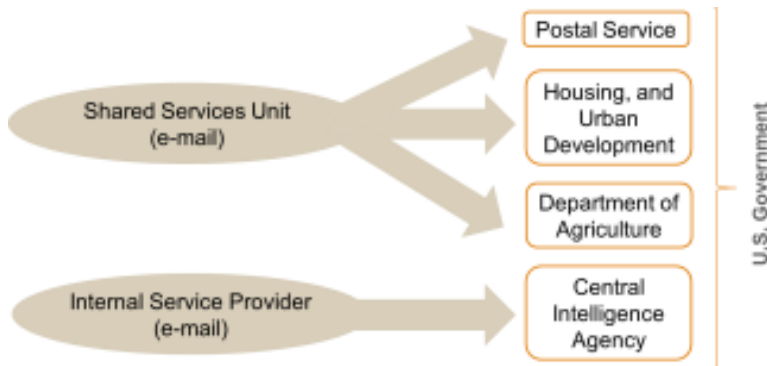 Postal Service
Shared Services Unit
(e-mail)
Housing, and
Urban
Development
Department of
Agriculture
Internal Service Provider
(e-mail)
Central
Intelligence
Agency
U.S. Government